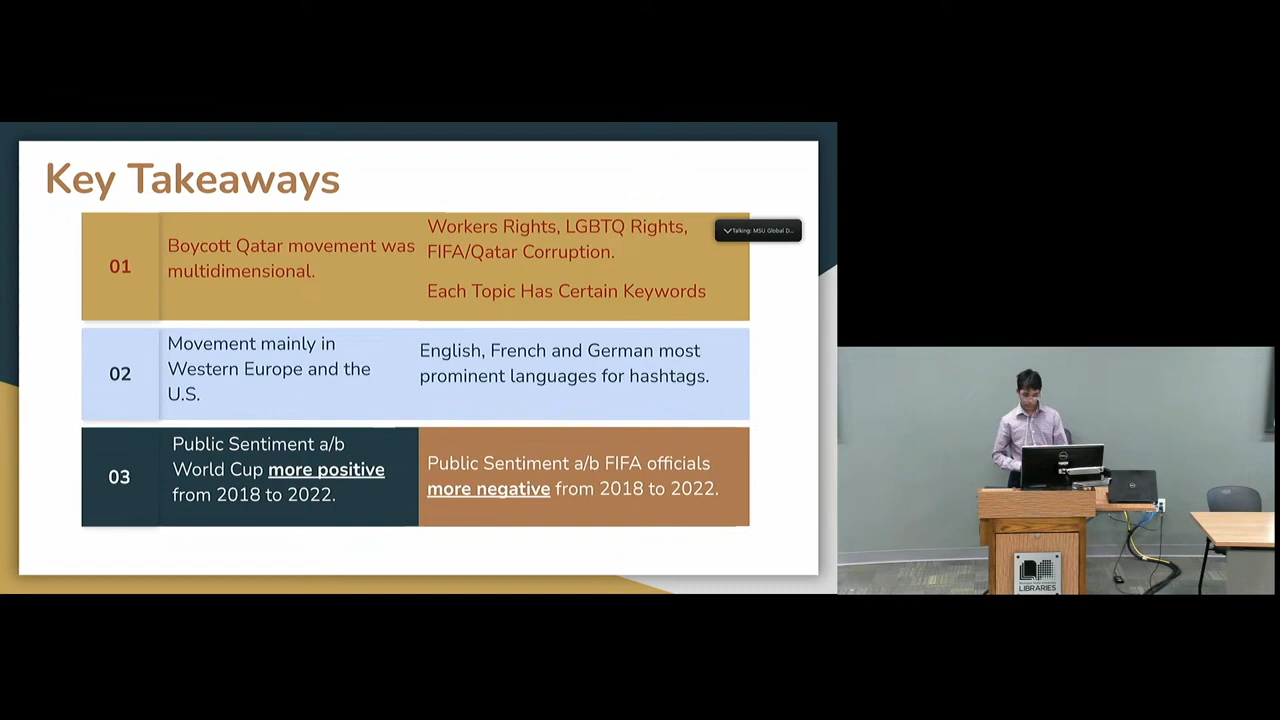 Key Takeaways
01
Boycott Qatar movement was
multidimensional.
Workers Rights, LGBTQ Rights,
FIFA/Qatar Corruption.
Each Topic Has Certain Keywords
Talking: MSU Global D...
02
Movement mainly in
Western Europe and the
U.S.
English, French and German most
prominent languages for hashtags.
03
Public Sentiment a/b
World Cup more positive
from 2018 to 2022.
Public Sentiment a/b FIFA officials
more negative from 2018 to 2022.
LIBRARIES